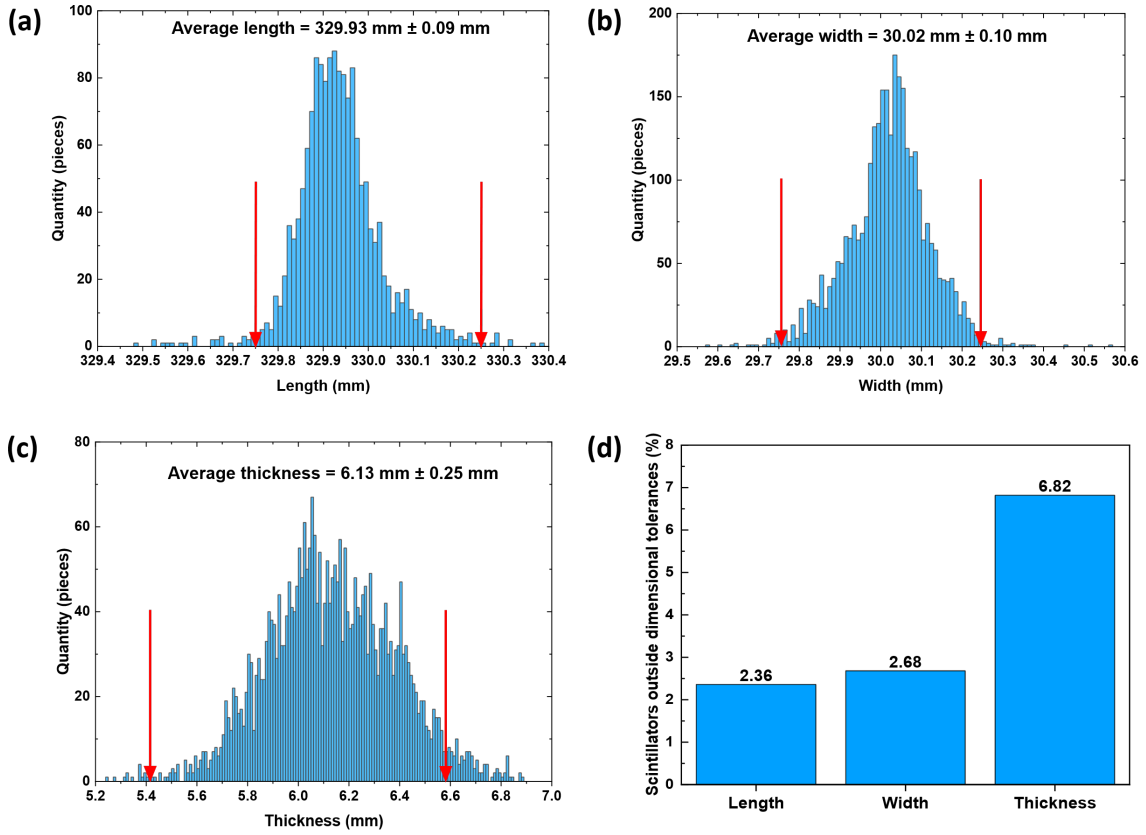 (a)
Average length = 329.93 mm ± 0.09 mm
Quantity (pieces)
100
80
60
40
20
0
329.4 329.5 329.6 329.7 329.8 329.9 330.0 330.1 330.2 330.3 330.4
Length (mm)
(b)
Average width = 30.02 mm ± 0.10 mm
Quantity (pieces)
200
150
100
50
0
29.5 29.6 29.7 29.8 29.9 30.0 30.1 30.2 30.3 30.4 30.5 30.6
Width (mm)
(c)
Average thickness = 6.13 mm ± 0.25 mm
Quantity (pieces)
80
60
40
20
0
5.2 5.4 5.6 5.8 6.0 6.2 6.4 6.6 6.8 7.0
Thickness (mm)
(d)
Scintillators outside dimensional tolerances (%)
8
7
6
5
4
3
2
1
0
2.36
2.68
6.82
Length Width Thickness